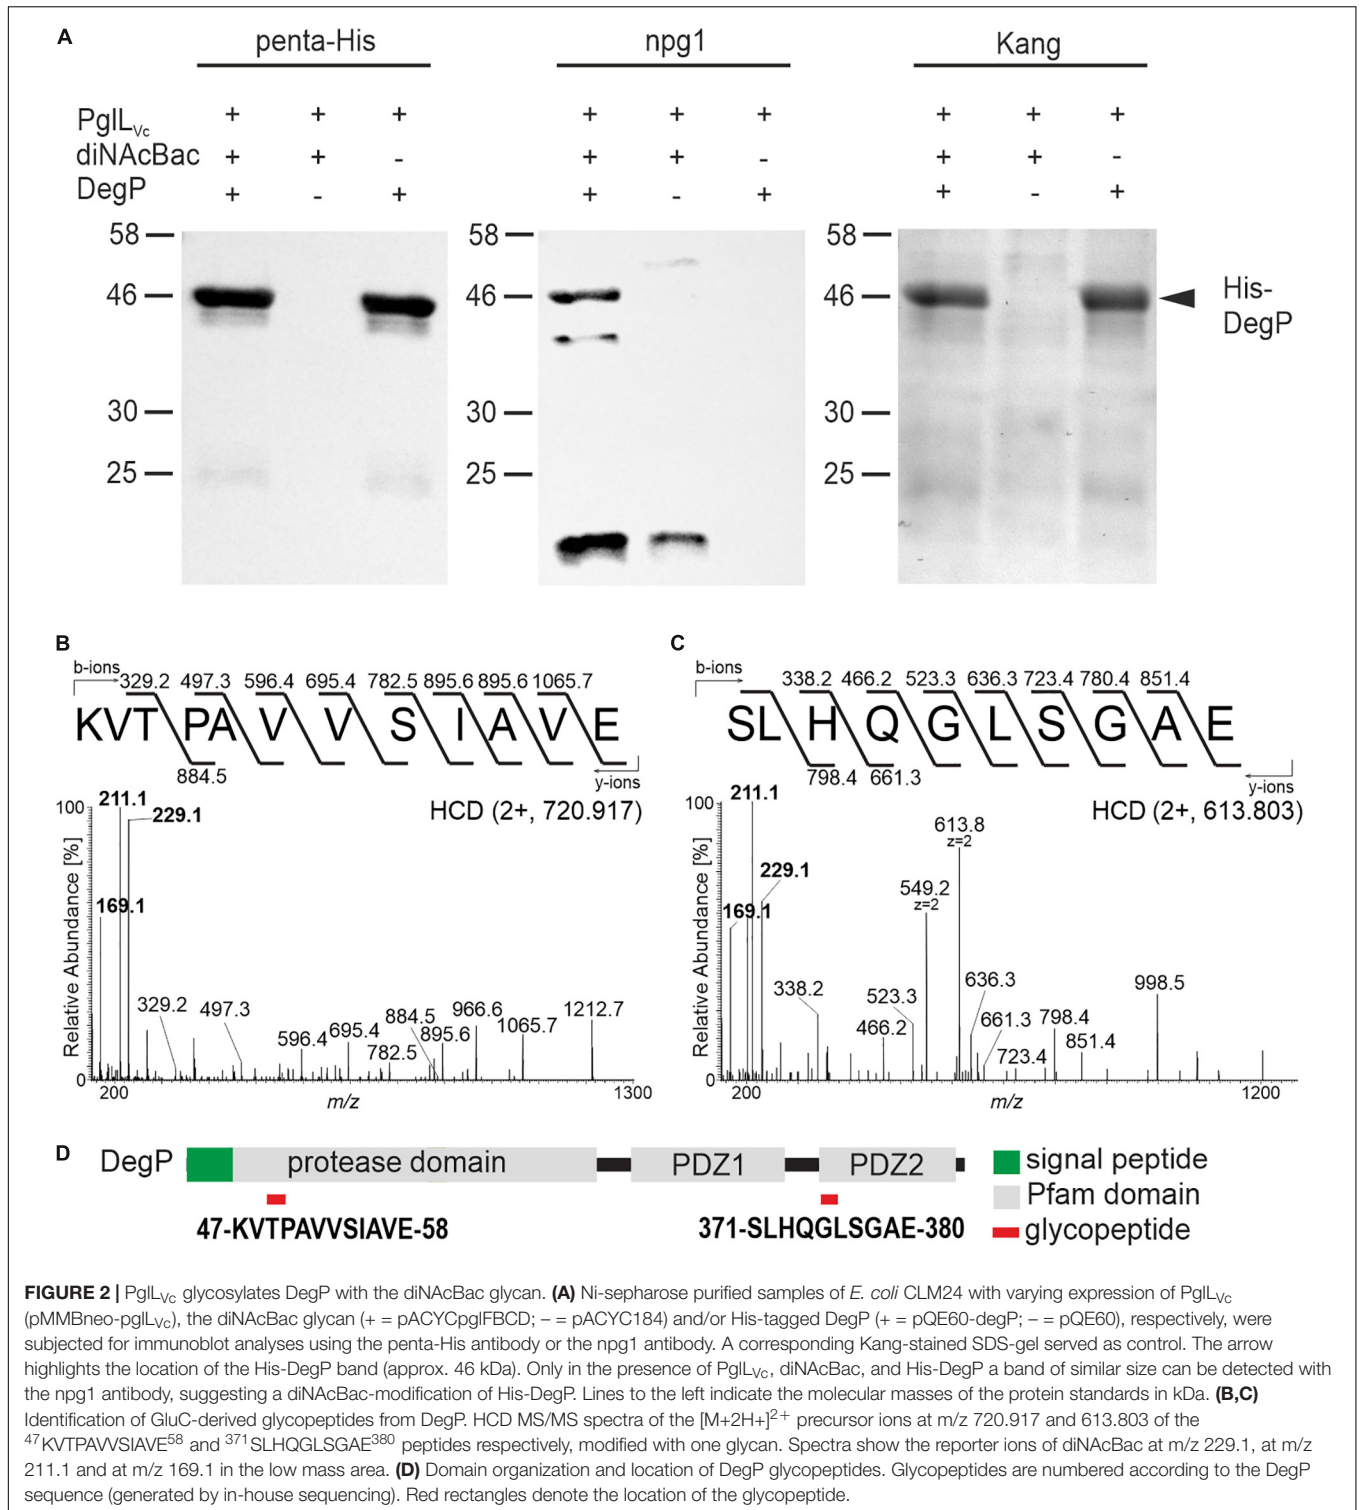 A
penta-His
npg1
Kang
PglL_Vc + + + + + + + + +
diNAcBac + + - + + - + + -
DegP + - + + - + + - +
58
58
58
46
46
46
His-
DegP
30
30
30
25
25
25
B
b-ions
329.2 497.3 596.4 695.4 782.5 895.6 895.6 1065.7
KVTPAVVSIAVE
884.5
y-ions
HCD (2+, 720.917)
100
211.1
229.1
169.1
Relative Abundance [%]
329.2
497.3
596.4
695.4
782.5
884.5
895.6
966.6
1065.7
1212.7
0
200
m/z
1300
C
b-ions
338.2 466.2 523.3 636.3 723.4 780.4 851.4
SLHQGLSGAE
798.4 661.3
y-ions
HCD (2+, 613.803)
100
211.1
229.1
169.1
Relative Abundance [%]
338.2
466.2
523.3
549.2
z=2
613.8
z=2
636.3
661.3
723.4
798.4
851.4
998.5
0
200
m/z
1200
D
DegP
protease domain
PDZ1
PDZ2
47-KVTPAVVSIAVE-58
371-SLHQGLSGAE-380
signal peptide
Pfam domain
glycopeptide
FIGURE 2 | PglL_Vc glycosylates DegP with the diNAcBac glycan. (A) Ni-sepharose purified samples of E. coli CLM24 with varying expression of PglL_Vc
(pMMBneo-pglL_Vc), the diNAcBac glycan (+ = pACYCpglFBCD; – = pACYC184) and/or His-tagged DegP (+ = pQE60-degP; – = pQE60), respectively, were
subjected for immunoblot analyses using the penta-His antibody or the npg1 antibody. A corresponding Kang-stained SDS-gel served as control. The arrow
highlights the location of the His-DegP band (approx. 46 kDa). Only in the presence of PglL_Vc, diNAcBac, and His-DegP a band of similar size can be detected with
the npg1 antibody, suggesting a diNAcBac-modification of His-DegP. Lines to the left indicate the molecular masses of the protein standards in kDa. (B,C)
Identification of GluC-derived glycopeptides from DegP. HCD MS/MS spectra of the [M+2H+]²⁺ precursor ions at m/z 720.917 and 613.803 of the
⁴⁷KVTPAVVSIAVE⁵⁸ and ³⁷¹SLHQGLSGAE³⁸⁰ peptides respectively, modified with one glycan. Spectra show the reporter ions of diNAcBac at m/z 229.1, at m/z
211.1 and at m/z 169.1 in the low mass area. (D) Domain organization and location of DegP glycopeptides. Glycopeptides are numbered according to the DegP
sequence (generated by in-house sequencing). Red rectangles denote the location of the glycopeptide.